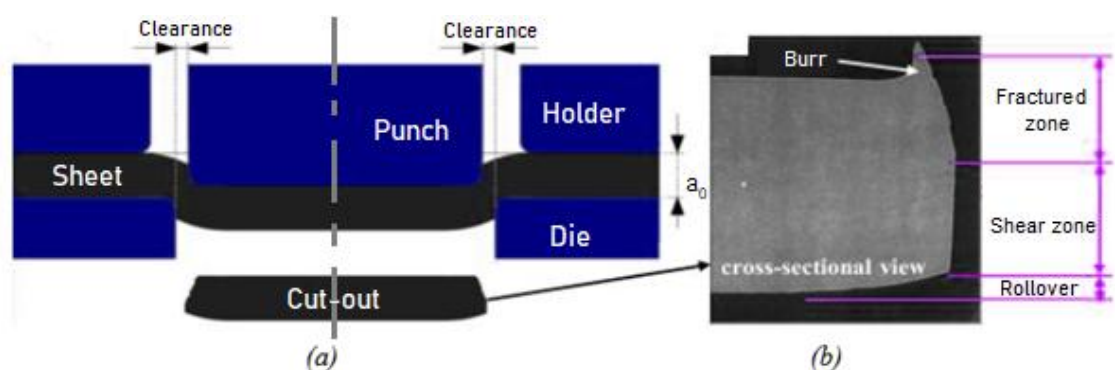 Clearance
Clearance
Punch
Holder
Sheet
a₀
Die
Cut-out
(a)
Burr
Fractured
zone
Shear zone
cross-sectional view
Rollover
(b)